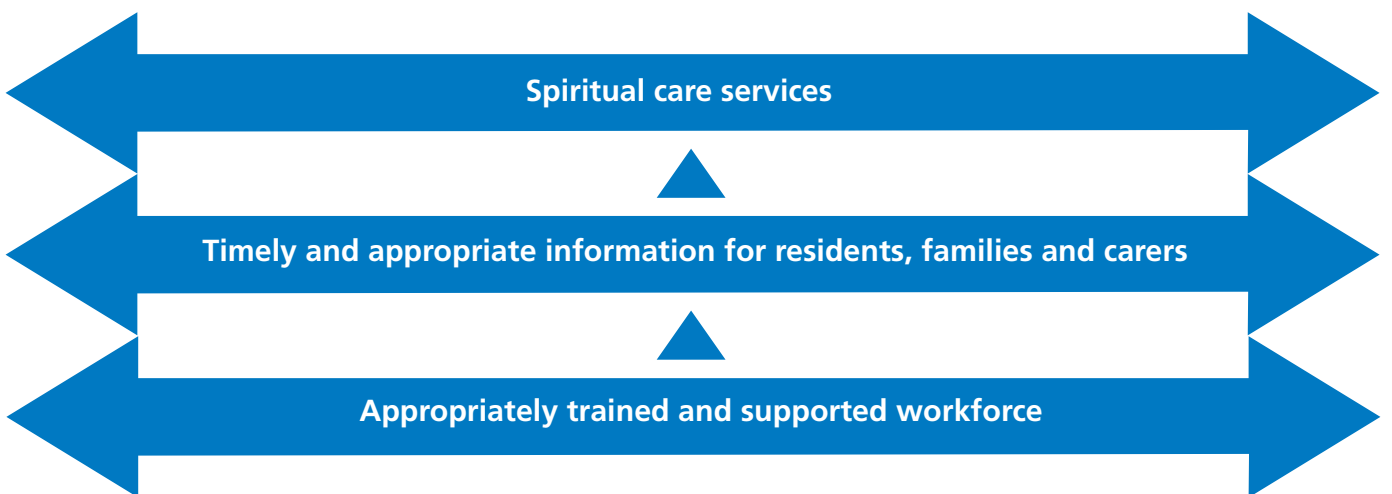 Spiritual care services
Timely and appropriate information for residents, families and carers
Appropriately trained and supported workforce